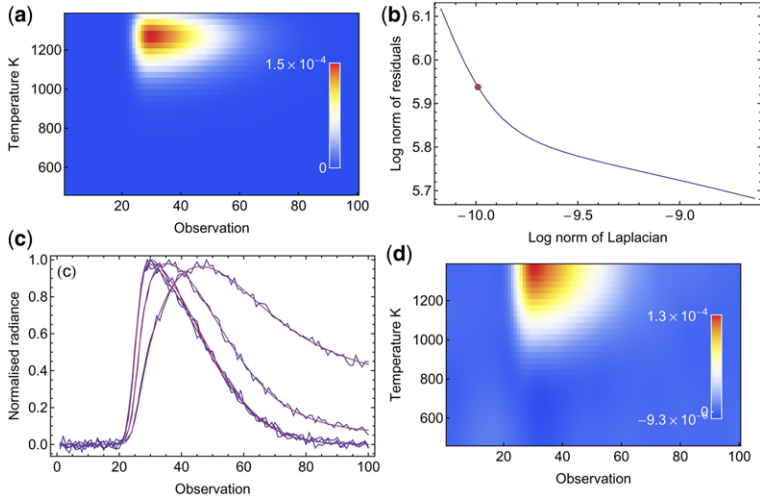 (a)
1200
1000
800
600
Temperature K
1.5 × 10⁻⁴
0
20 40 60 80 100
Observation
(b)
6.1
6.0
5.9
5.8
5.7
Log norm of residuals
−10.0 −9.5 −9.0
Log norm of Laplacian
(c)
(c)
1.0
0.8
0.6
0.4
0.2
0.0
Normalised radiance
0 20 40 60 80 100
Observation
(d)
1200
1000
800
600
Temperature K
1.3 × 10⁻⁴
0
20 40 60 80 100
Observation